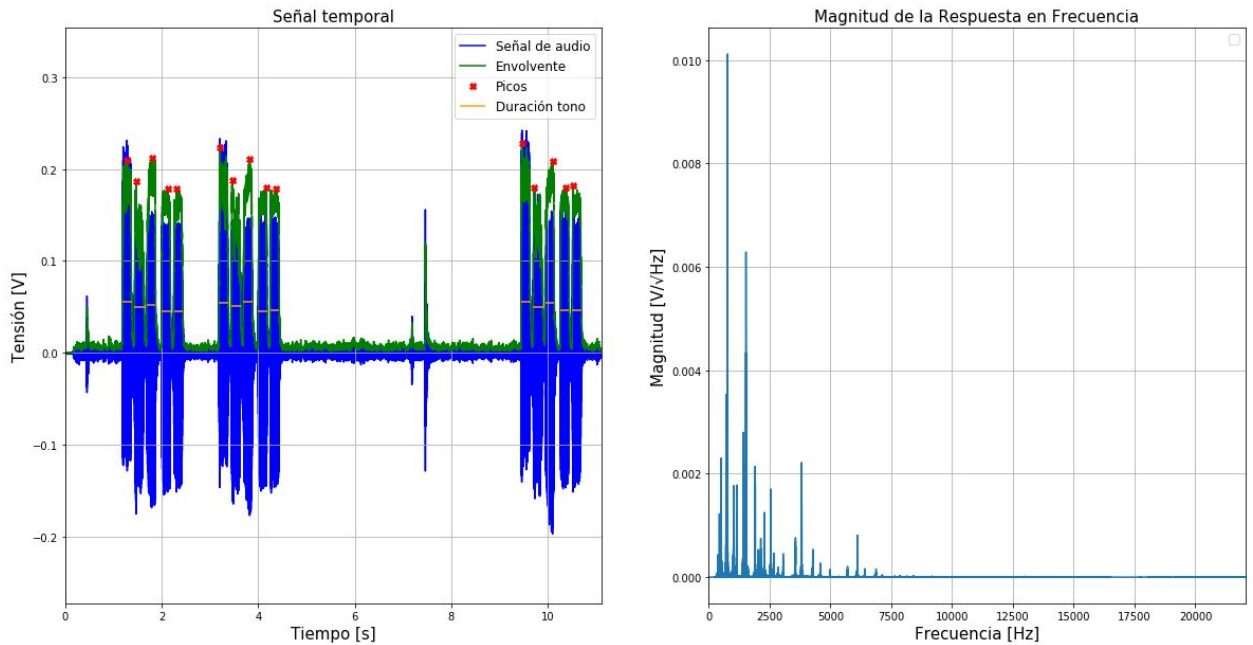 Señal temporal
Señal de audio
Envolvente
Picos
Duración tono
0.3
0.2
0.1
0.0
−0.1
−0.2
Tensión [V]
0
2
4
6
8
10
Tiempo [s]
Magnitud de la Respuesta en Frecuencia
0.010
0.008
0.006
0.004
0.002
0.000
Magnitud [V/√Hz]
0
2500
5000
7500
10000
12500
15000
17500
20000
Frecuencia [Hz]